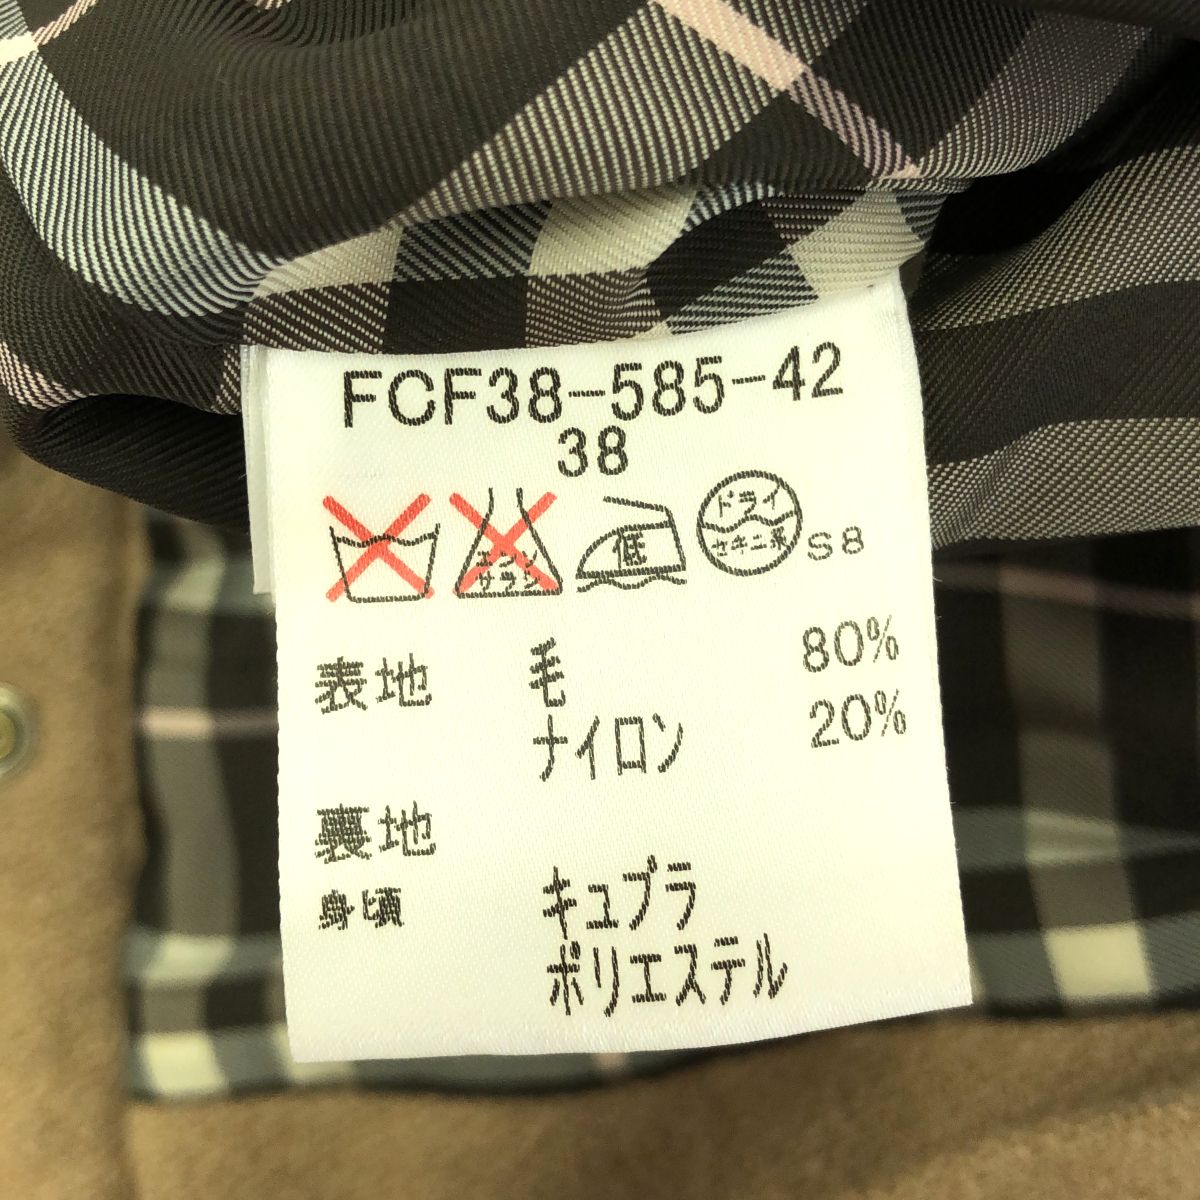 FCF38-585-42
38
エンソ
サラシ
低
ドライ
セキユ系
S8
表地 毛 80%
ナイロン 20%
裏地
身頃 キュプラ
ポリエステル